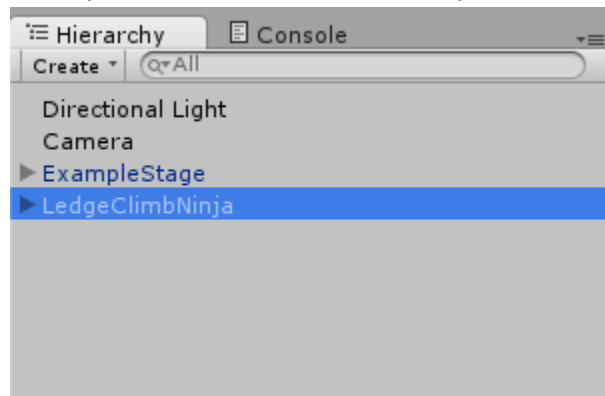 Hierarchy Console
Create All
Directional Light
Camera
ExampleStage
LedgeClimbNinja